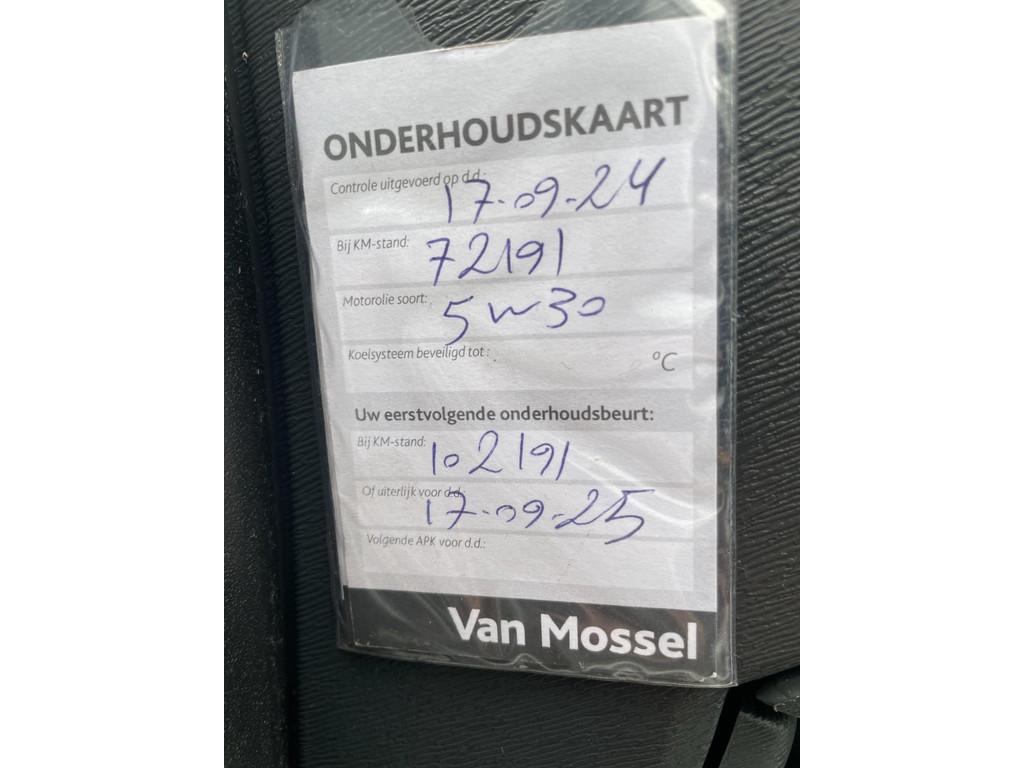 ONDERHOUDSKAART
Controle uitgevoerd op d.d.: 17-09-24
Bij KM-stand: 72191
Motorolie soort: 5w30
Koelsysteem beveiligd tot: °C
Uw eerstvolgende onderhoudsbeurt:
Bij KM-stand: 102191
Of uiterlijk voor d.d.: 17-09-25
Volgende APK voor d.d.:
Van Mossel